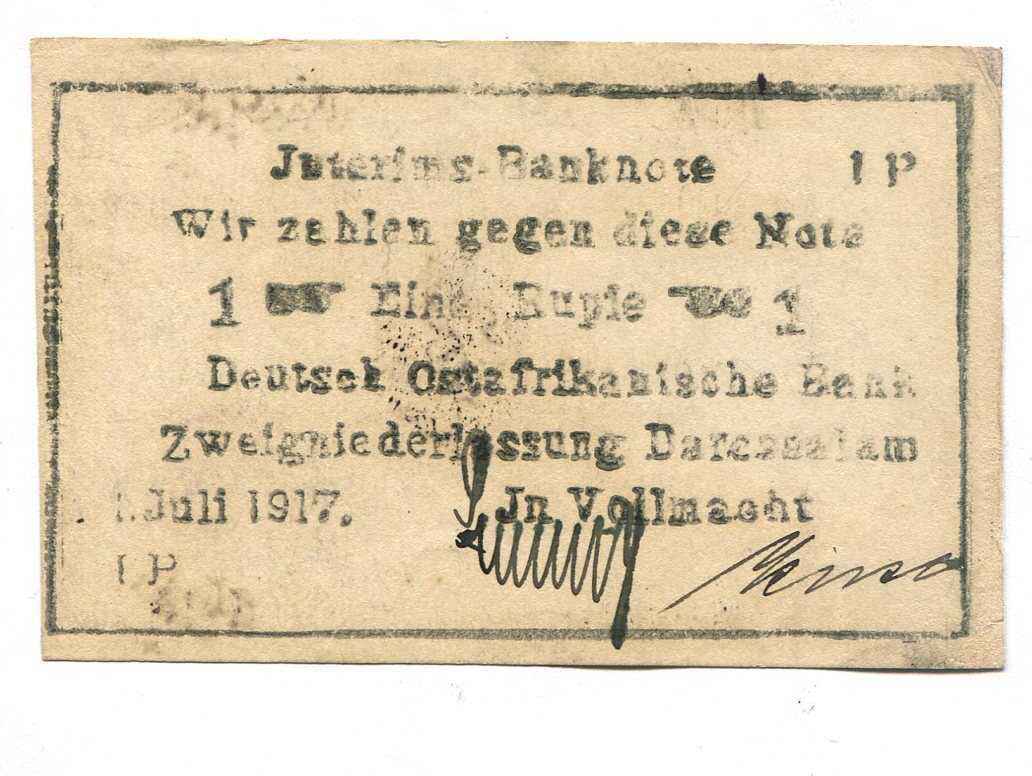 Interims-Banknote 1 P
Wir zahlen gegen diese Note
1 Eine Rupie 1
Deutsch Ostafrikanische Bank
Zweigniederlassung Daressalam
1. Juli 1917. In Vollmacht
1 P